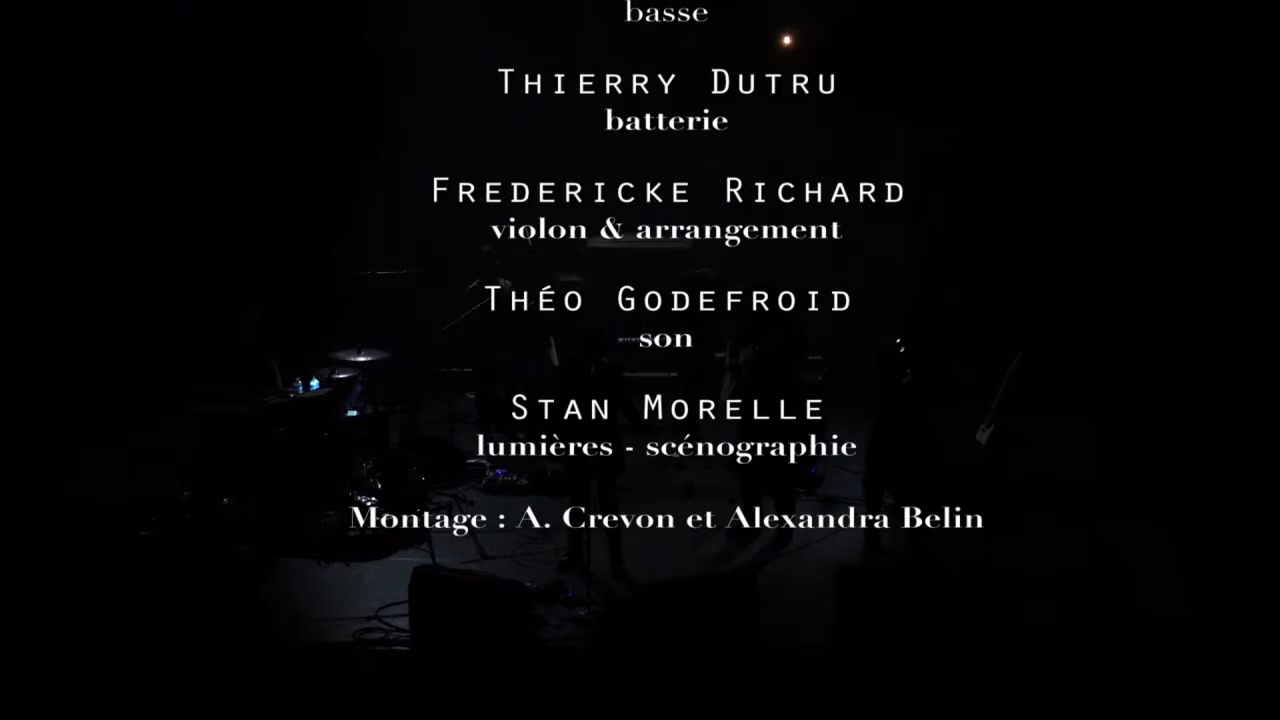 basse
Thierry Dutru
batterie
Fredericke Richard
violon & arrangement
Théo Godefroid
son
Stan Morelle
lumières - scénographie
Montage : A. Crevon et Alexandra Belin